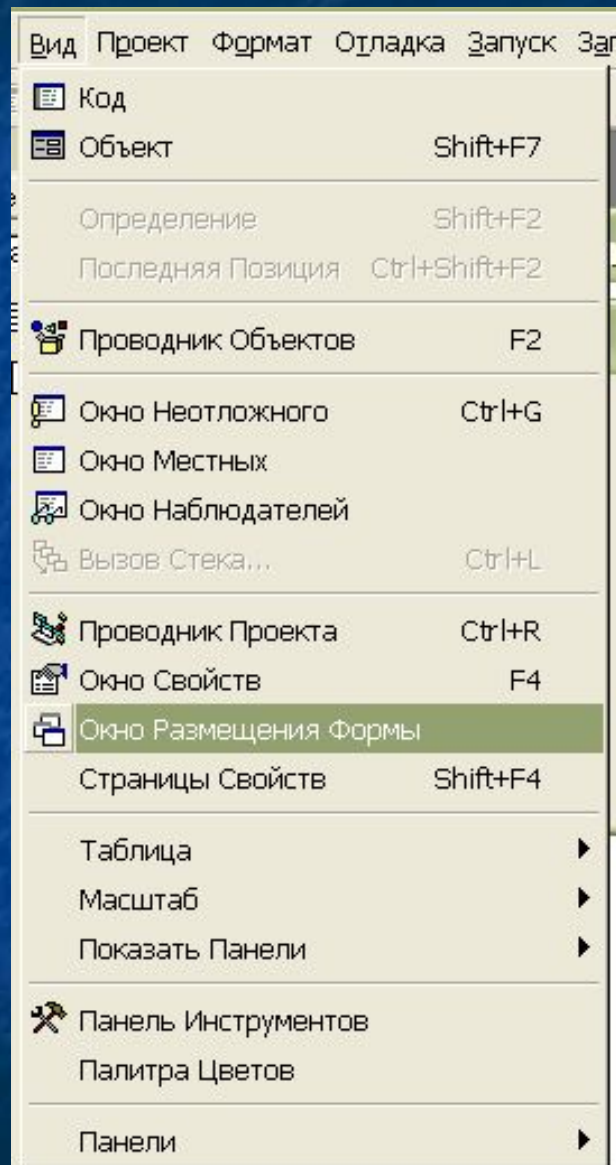 Вид Проект Формат Отладка Запуск
Код
Объект Shift+F7
Определение Shift+F2
Последняя Позиция Ctrl+Shift+F2
Проводник Объектов F2
Окно Неотложного Ctrl+G
Окно Местных
Окно Наблюдателей
Вызов Стека... Ctrl+L
Проводник Проекта Ctrl+R
Окно Свойств F4
Окно Размещения Формы
Страницы Свойств Shift+F4
Таблица
Масштаб
Показать Панели
Панель Инструментов
Палитра Цветов
Панели